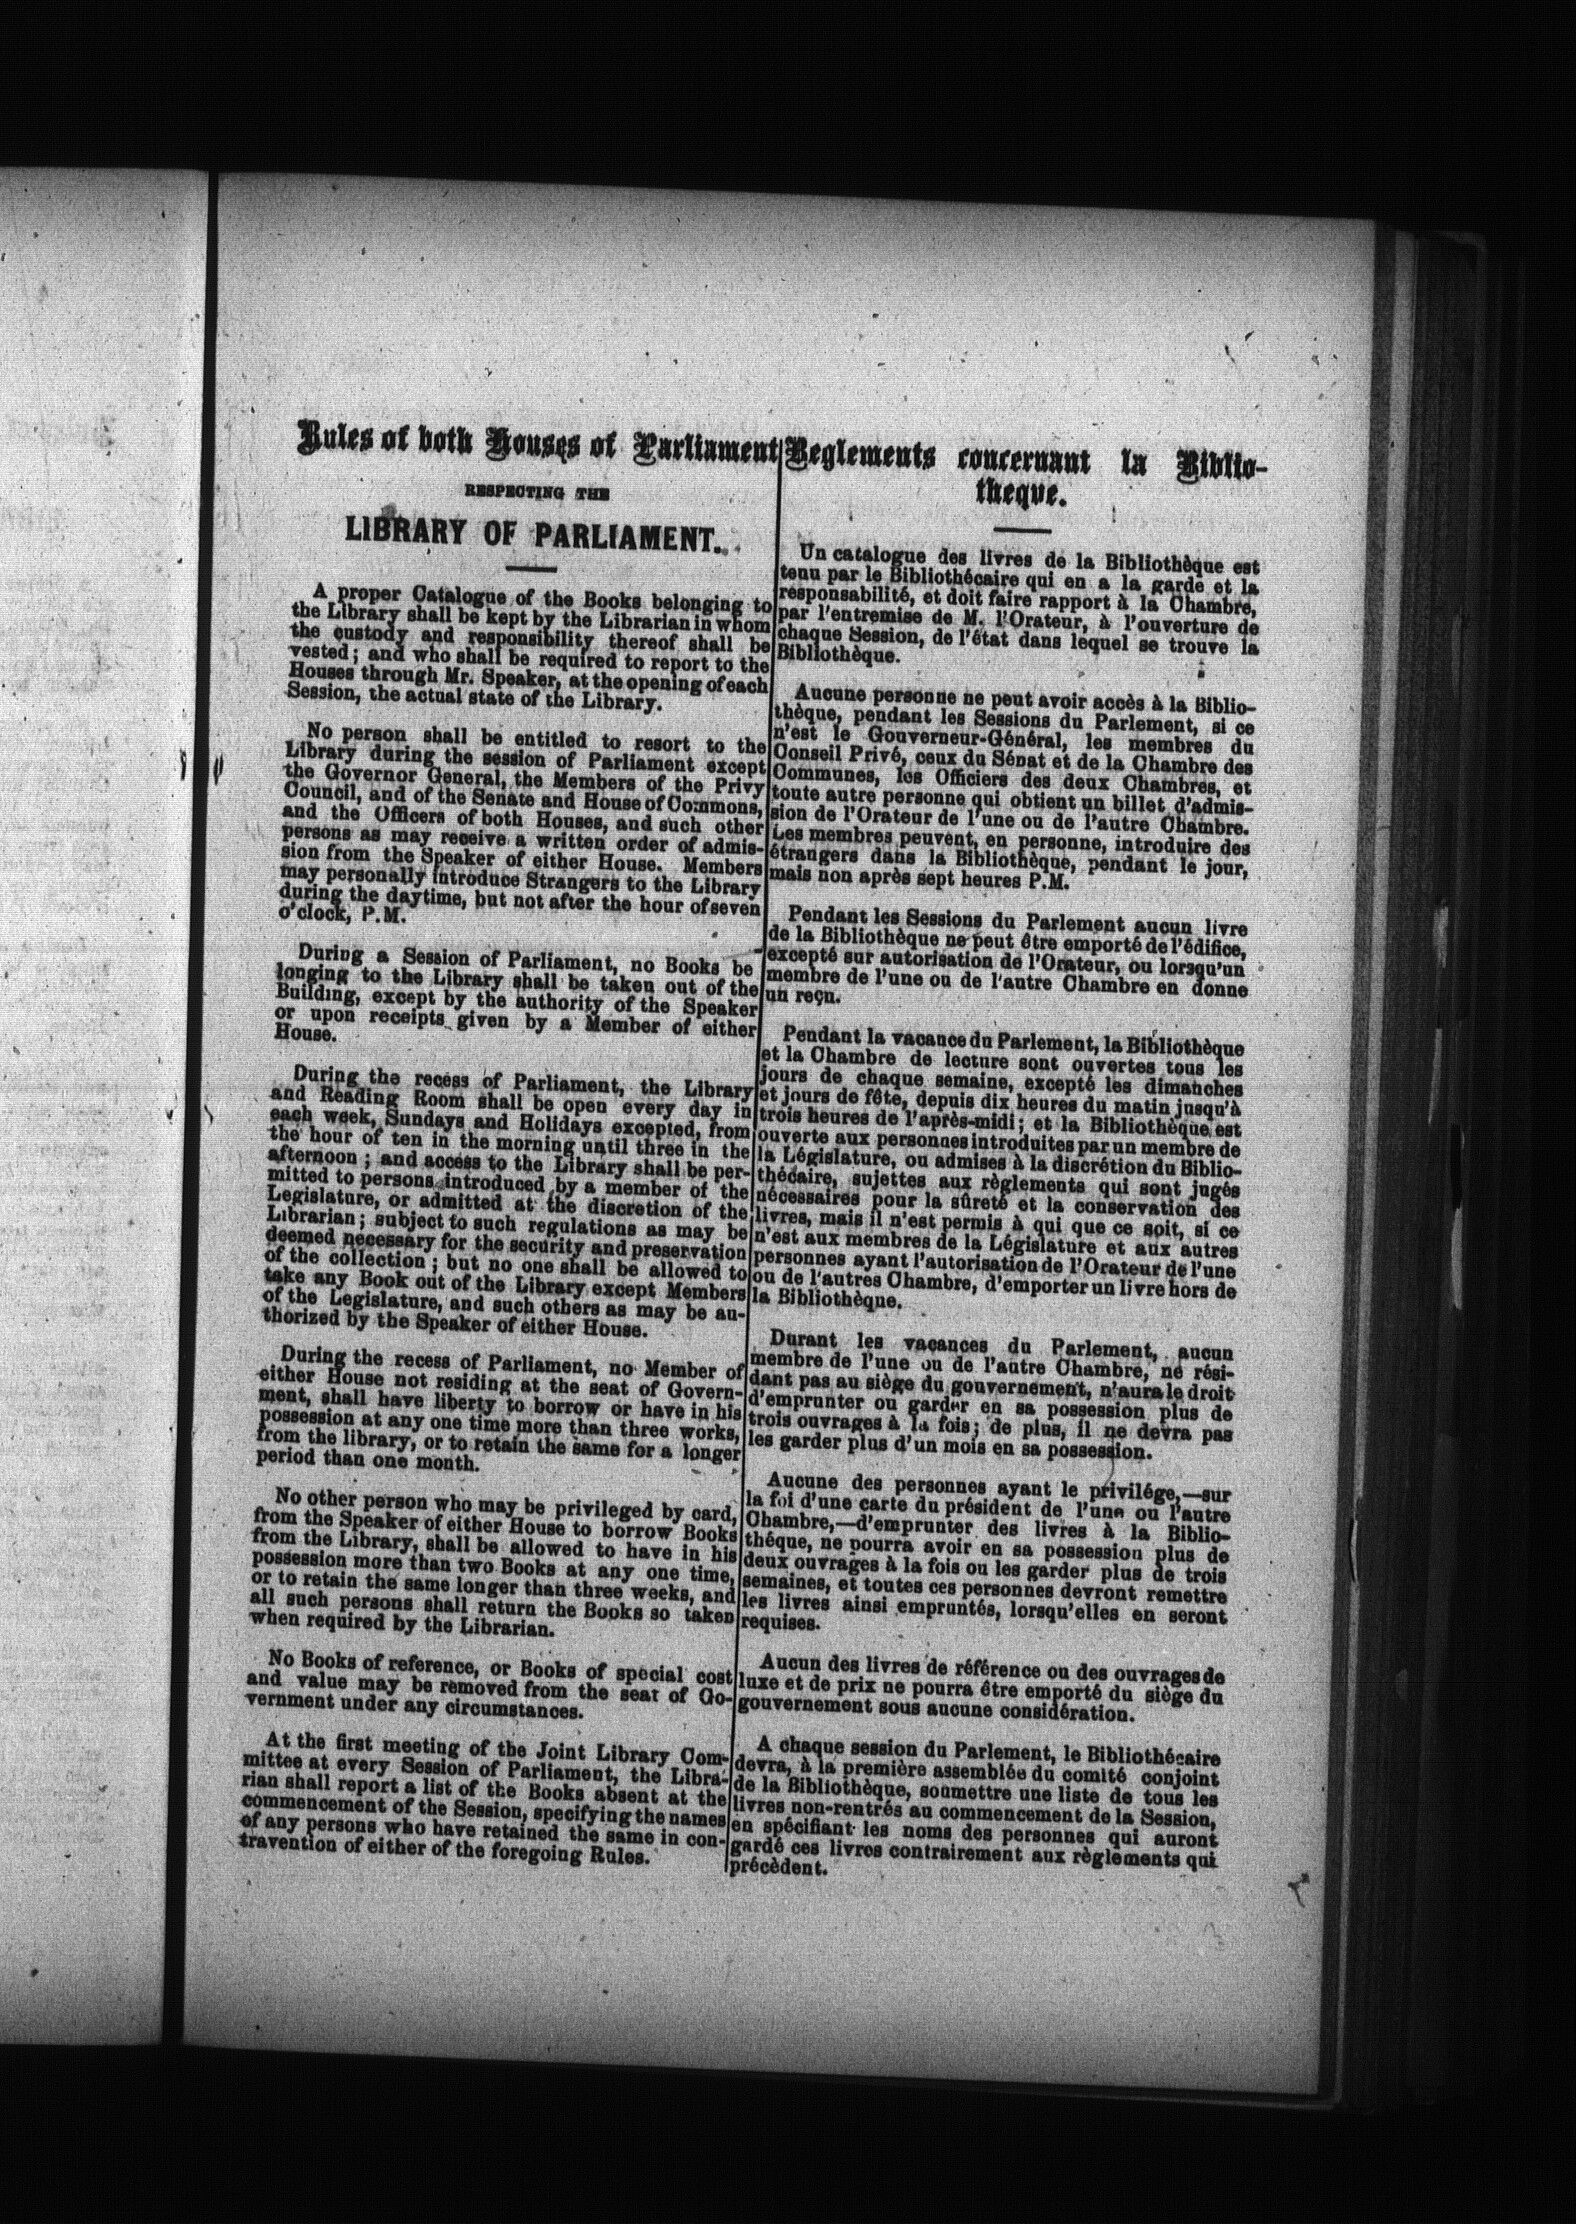 Rules of both Houses of Parliament
RESPECTING THE
LIBRARY OF PARLIAMENT.
A proper Catalogue of the Books belonging to
the Library shall be kept by the Librarian in whom
the custody and responsibility thereof shall be
vested; and who shall be required to report to the
Houses through Mr. Speaker, at the opening of each
Session, the actual state of the Library.
No person shall be entitled to resort to the
Library during the session of Parliament except
the Governor General, the Members of the Privy
Council, and of the Senate and House of Commons,
and the Officers of both Houses, and such other
persons as may receive a written order of admis-
sion from the Speaker of either House. Members
may personally introduce Strangers to the Library
during the daytime, but not after the hour of seven
o'clock, P.M.
During a Session of Parliament, no Books be
longing to the Library shall be taken out of the
Building, except by the authority of the Speaker
or upon receipts given by a Member of either
House.
During the recess of Parliament, the Library
and Reading Room shall be open every day in
each week, Sundays and Holidays excepted, from
the hour of ten in the morning until three in the
afternoon; and access to the Library shall be per-
mitted to persons introduced by a member of the
Legislature, or admitted at the discretion of the
Librarian; subject to such regulations as may be
deemed necessary for the security and preservation
of the collection; but no one shall be allowed to
take any Book out of the Library except Members
of the Legislature, and such others as may be au-
thorized by the Speaker of either House.
During the recess of Parliament, no Member of
either House not residing at the seat of Govern-
ment, shall have liberty to borrow or have in his
possession at any one time more than three works,
from the library, or to retain the same for a longer
period than one month.
No other person who may be privileged by card,
from the Speaker of either House to borrow Books
from the Library, shall be allowed to have in his
possession more than two Books at any one time,
or to retain the same longer than three weeks, and
all such persons shall return the Books so taken
when required by the Librarian.
No Books of reference, or Books of special cost
and value may be removed from the seat of Go-
vernment under any circumstances.
At the first meeting of the Joint Library Com-
mittee at every Session of Parliament, the Libra-
rian shall report a list of the Books absent at the
commencement of the Session, specifying the names
of any persons who have retained the same in con-
travention of either of the foregoing Rules.
Reglements concernant la Biblio-
theque.
Un catalogue des livres de la Bibliothèque est
tenu par le Bibliothécaire qui en a la garde et la
responsabilité, et doit faire rapport à la Chambre,
par l'entremise de M. l'Orateur, à l'ouverture de
chaque Session, de l'état dans lequel se trouve la
Bibliothèque.
Aucune personne ne peut avoir accès à la Biblio-
thèque, pendant les Sessions du Parlement, si ce
n'est le Gouverneur-Général, les membres du
Conseil Privé, ceux du Sénat et de la Chambre des
Communes, les Officiers des deux Chambres, et
toute autre personne qui obtient un billet d'admis-
sion de l'Orateur de l'une ou de l'autre Chambre.
Les membres peuvent, en personne, introduire des
étrangers dans la Bibliothèque, pendant le jour,
mais non après sept heures P.M.
Pendant les Sessions du Parlement aucun livre
de la Bibliothèque ne peut être emporté de l'édifice,
excepté sur autorisation de l'Orateur, ou lorsqu'un
membre de l'une ou de l'autre Chambre en donne
un reçu.
Pendant la vacance du Parlement, la Bibliothèque
et la Chambre de lecture sont ouvertes tous les
jours de chaque semaine, excepté les dimanches
et jours de fête, depuis dix heures du matin jusqu'à
trois heures de l'après-midi; et la Bibliothèque est
ouverte aux personnes introduites par un membre de
la Législature, ou admises à la discrétion du Biblio-
thécaire, sujettes aux règlements qui sont jugés
nécessaires pour la sûreté et la conservation des
livres, mais il n'est permis à qui que ce soit, si ce
n'est aux membres de la Législature et aux autres
personnes ayant l'autorisation de l'Orateur de l'une
ou de l'autres Chambre, d'emporter un livre hors de
la Bibliothèque.
Durant les vacances du Parlement, aucun
membre de l'une ou de l'autre Chambre, ne rési-
dant pas au siège du gouvernement, n'aura le droit
d'emprunter ou garder en sa possession plus de
trois ouvrages à la fois; de plus, il ne devra pas
les garder plus d'un mois en sa possession.
Aucune des personnes ayant le privilége,—sur
la foi d'une carte du président de l'une ou l'autre
Chambre,—d'emprunter des livres à la Biblio-
théque, ne pourra avoir en sa possession plus de
deux ouvrages à la fois ou les garder plus de trois
semaines, et toutes ces personnes devront remettre
les livres ainsi empruntés, lorsqu'elles en seront
requises.
Aucun des livres de référence ou des ouvrages de
luxe et de prix ne pourra être emporté du siège du
gouvernement sous aucune considération.
A chaque session du Parlement, le Bibliothécaire
devra, à la première assemblée du comité conjoint
de la Bibliothèque, soumettre une liste de tous les
livres non-rentrés au commencement de la Session,
en spécifiant les noms des personnes qui auront
gardé ces livres contrairement aux règlements qui
précèdent.